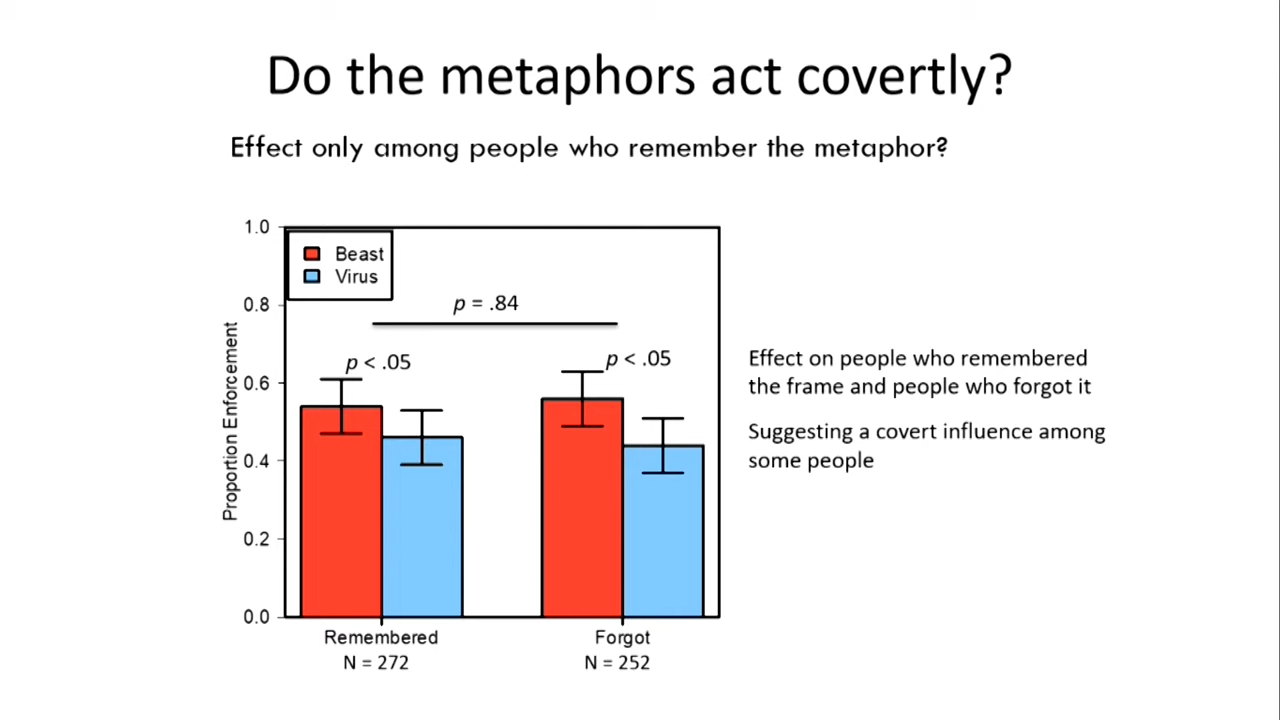 Do the metaphors act covertly?
Effect only among people who remember the metaphor?
1.0
0.8
0.6
0.4
0.2
0.0
Proportion Enforcement
Beast
Virus
p = .84
p < .05
p < .05
Remembered
N = 272
Forgot
N = 252
Effect on people who remembered
the frame and people who forgot it
Suggesting a covert influence among
some people